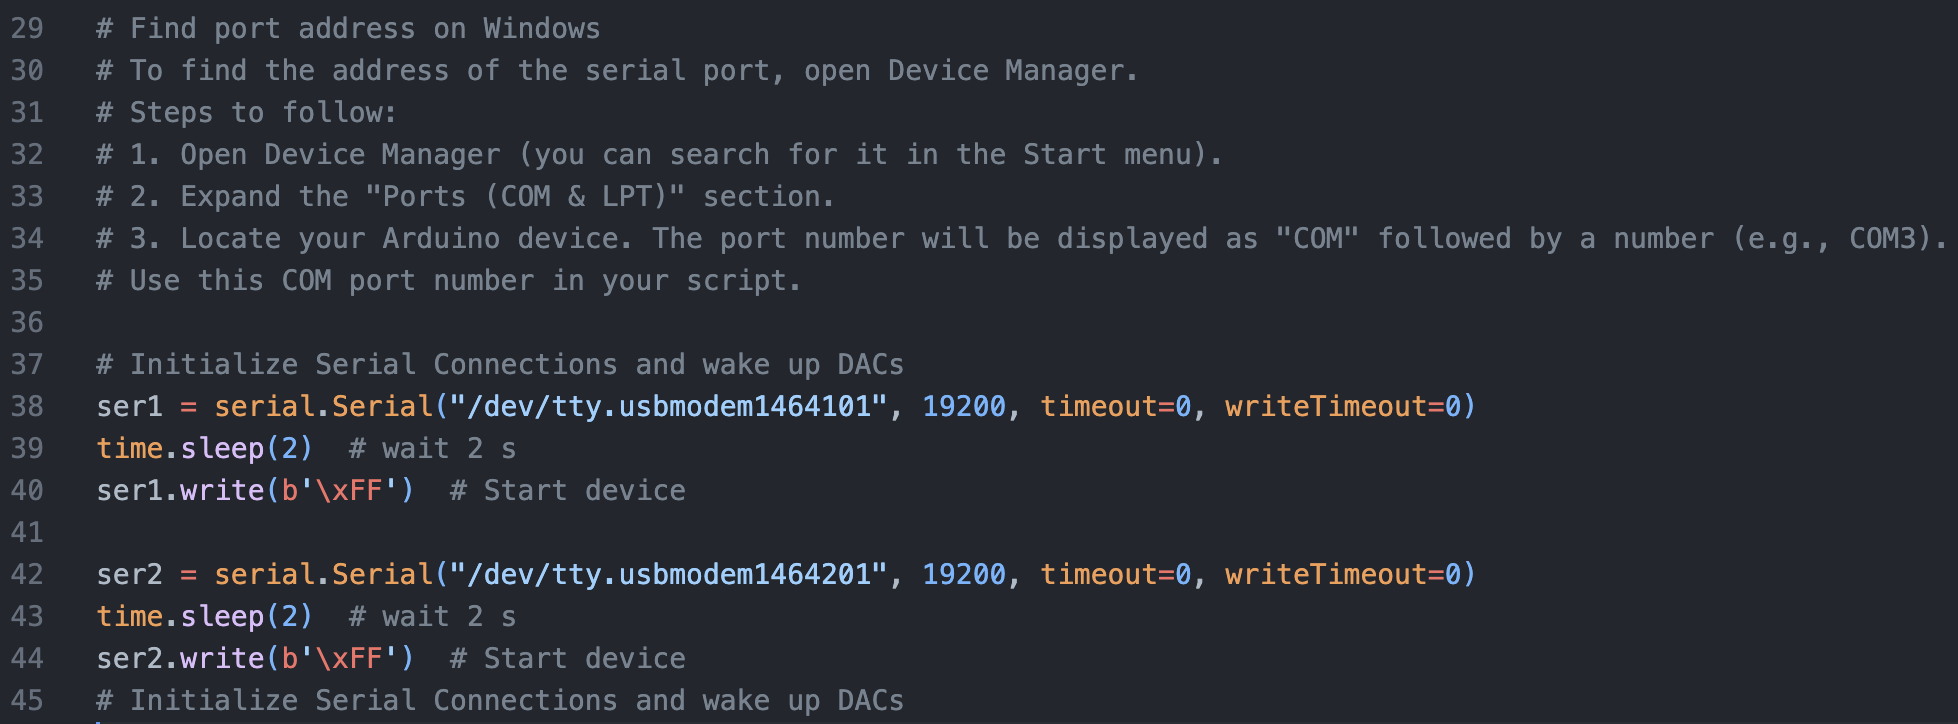 29 # Find port address on Windows
30 # To find the address of the serial port, open Device Manager.
31 # Steps to follow:
32 # 1. Open Device Manager (you can search for it in the Start menu).
33 # 2. Expand the "Ports (COM & LPT)" section.
34 # 3. Locate your Arduino device. The port number will be displayed as "COM" followed by a number (e.g., COM3).
35 # Use this COM port number in your script.
36
37 # Initialize Serial Connections and wake up DACs
38 ser1 = serial.Serial("/dev/tty.usbmodem1464101", 19200, timeout=0, writeTimeout=0)
39 time.sleep(2)  # wait 2 s
40 ser1.write(b'\xFF')  # Start device
41
42 ser2 = serial.Serial("/dev/tty.usbmodem1464201", 19200, timeout=0, writeTimeout=0)
43 time.sleep(2)  # wait 2 s
44 ser2.write(b'\xFF')  # Start device
45 # Initialize Serial Connections and wake up DACs